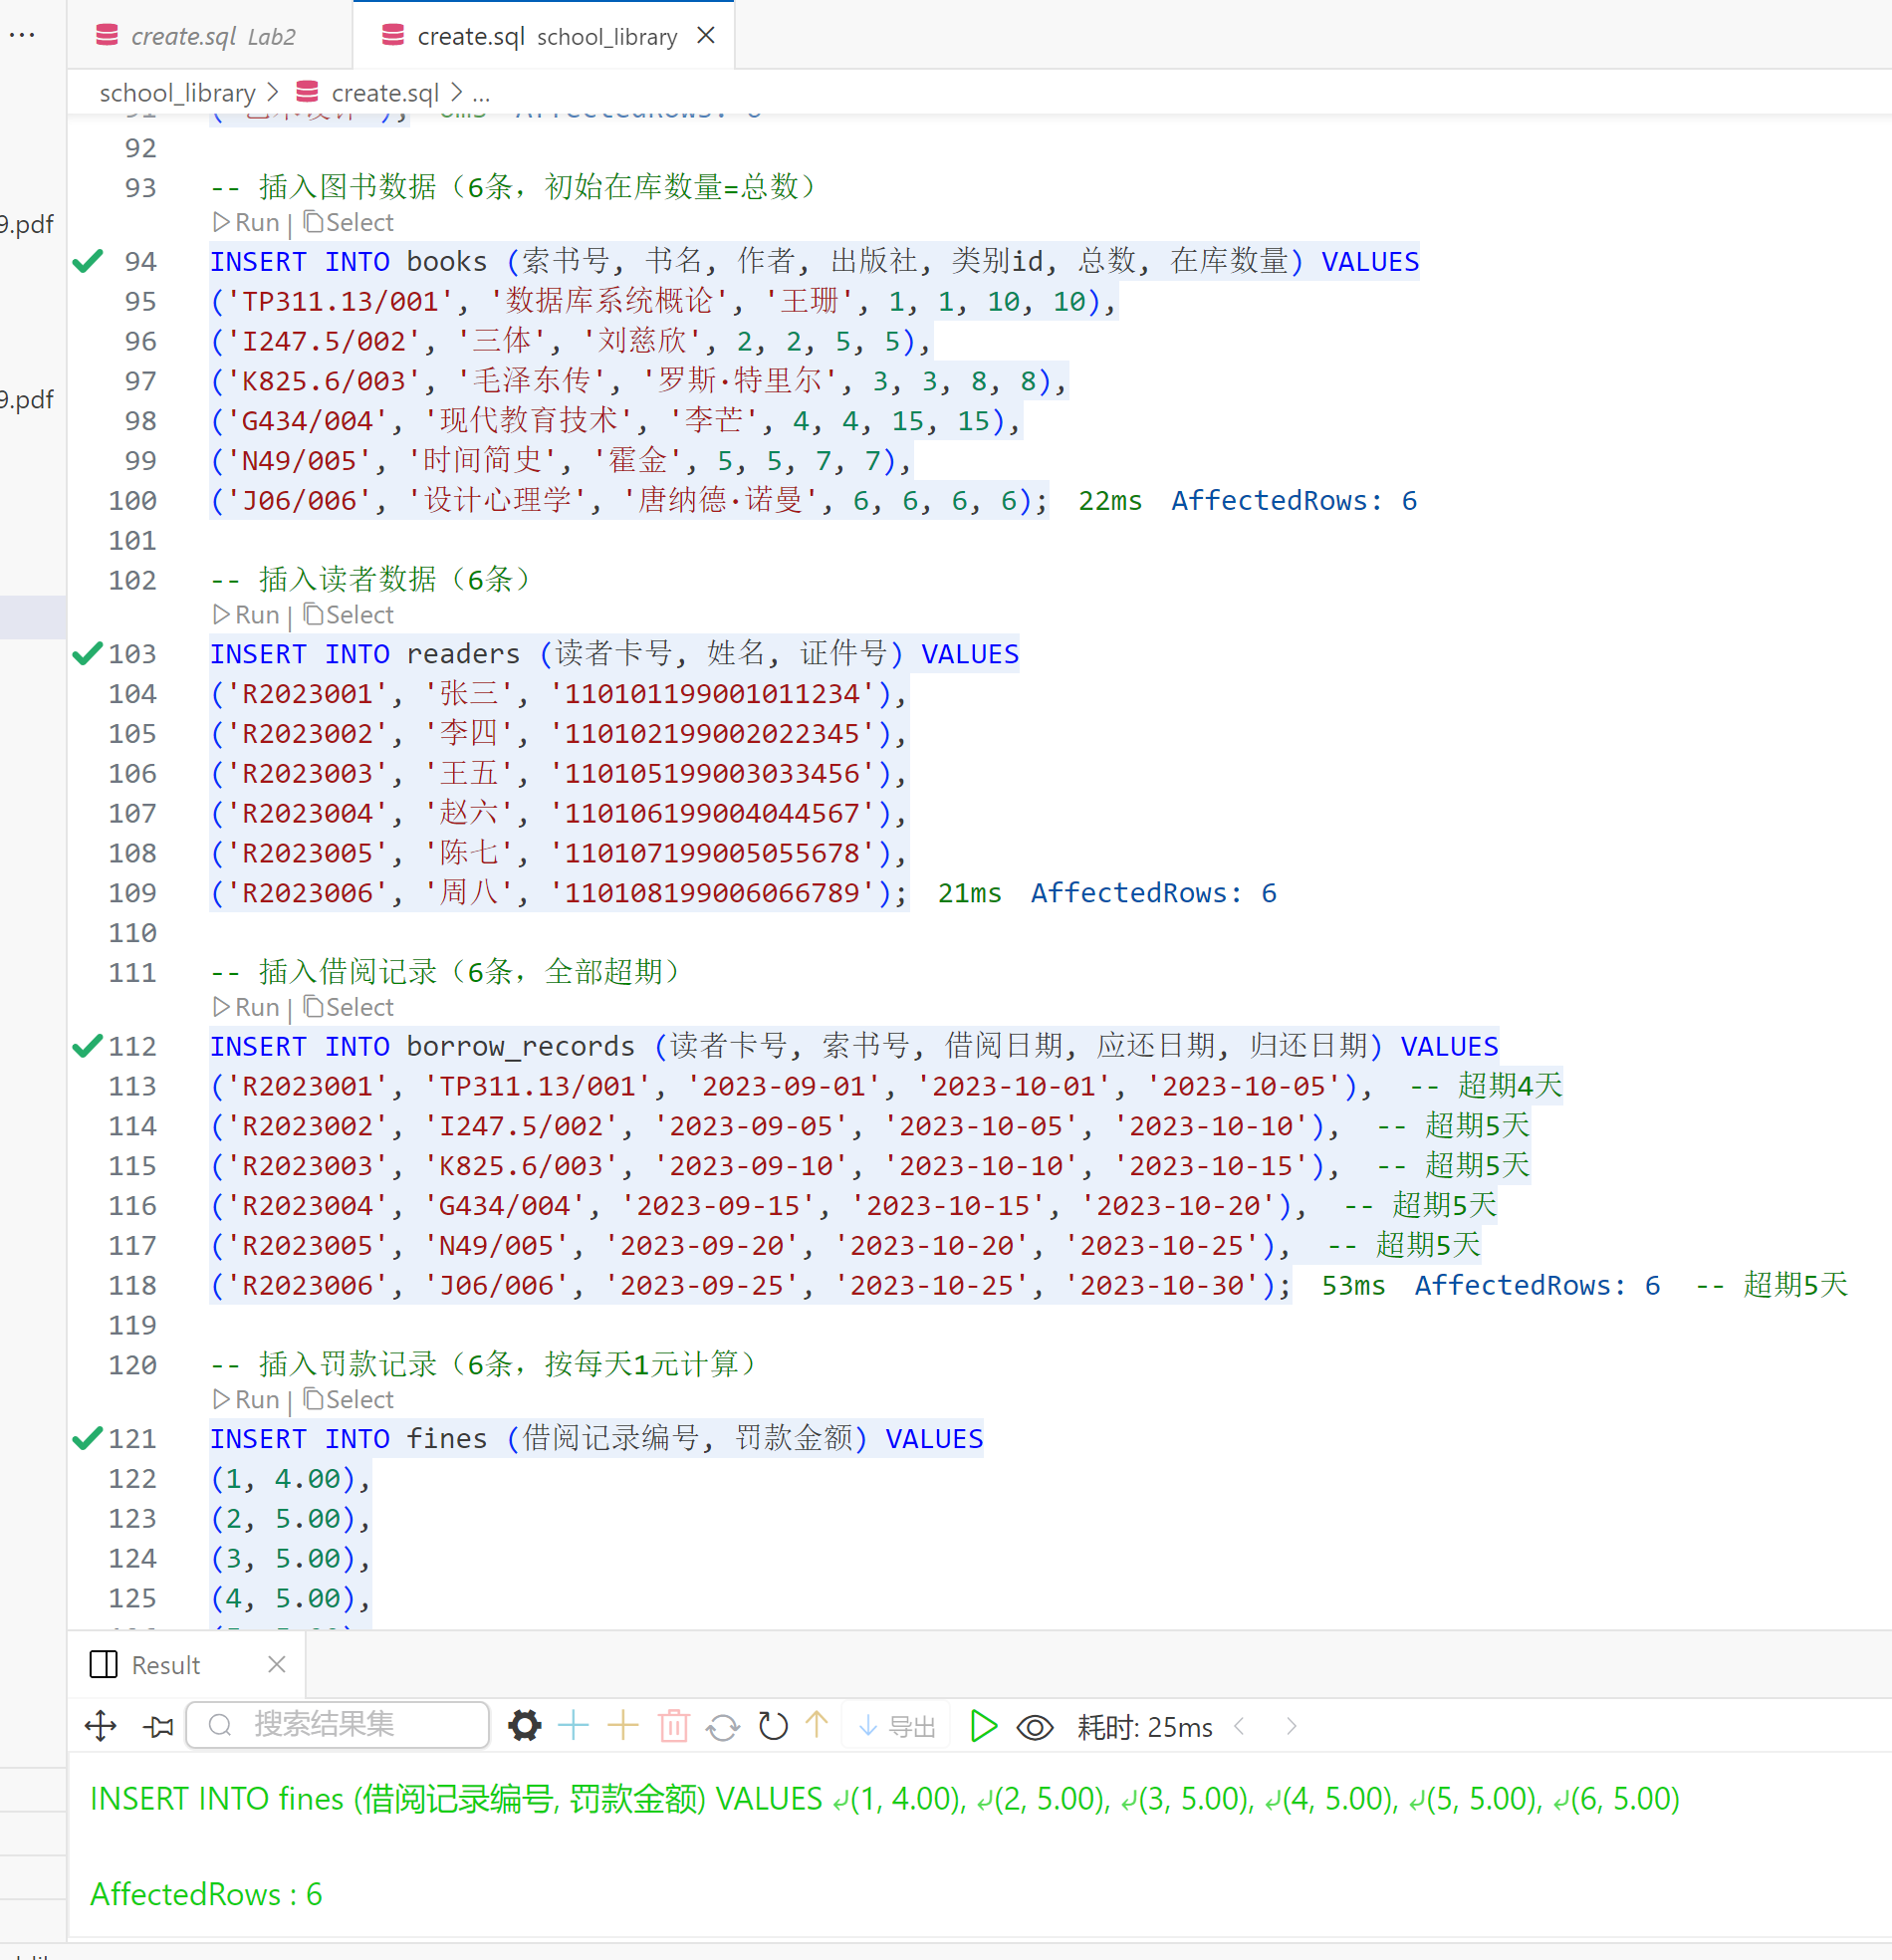 ...
create.sql Lab2
create.sql school_library
school_library > create.sql > ...
9.pdf
9.pdf
92
93 -- 插入图书数据（6条，初始在库数量=总数）
Run | Select
94 INSERT INTO books (索书号, 书名, 作者, 出版社, 类别id, 总数, 在库数量) VALUES
95 ('TP311.13/001', '数据库系统概论', '王珊', 1, 1, 10, 10),
96 ('I247.5/002', '三体', '刘慈欣', 2, 2, 5, 5),
97 ('K825.6/003', '毛泽东传', '罗斯·特里尔', 3, 3, 8, 8),
98 ('G434/004', '现代教育技术', '李芒', 4, 4, 15, 15),
99 ('N49/005', '时间简史', '霍金', 5, 5, 7, 7),
100 ('J06/006', '设计心理学', '唐纳德·诺曼', 6, 6, 6, 6); 22ms AffectedRows: 6
101
102 -- 插入读者数据（6条）
Run | Select
103 INSERT INTO readers (读者卡号, 姓名, 证件号) VALUES
104 ('R2023001', '张三', '110101199001011234'),
105 ('R2023002', '李四', '110102199002022345'),
106 ('R2023003', '王五', '110105199003033456'),
107 ('R2023004', '赵六', '110106199004044567'),
108 ('R2023005', '陈七', '110107199005055678'),
109 ('R2023006', '周八', '110108199006066789'); 21ms AffectedRows: 6
110
111 -- 插入借阅记录（6条，全部超期）
Run | Select
112 INSERT INTO borrow_records (读者卡号, 索书号, 借阅日期, 应还日期, 归还日期) VALUES
113 ('R2023001', 'TP311.13/001', '2023-09-01', '2023-10-01', '2023-10-05'), -- 超期4天
114 ('R2023002', 'I247.5/002', '2023-09-05', '2023-10-05', '2023-10-10'), -- 超期5天
115 ('R2023003', 'K825.6/003', '2023-09-10', '2023-10-10', '2023-10-15'), -- 超期5天
116 ('R2023004', 'G434/004', '2023-09-15', '2023-10-15', '2023-10-20'), -- 超期5天
117 ('R2023005', 'N49/005', '2023-09-20', '2023-10-20', '2023-10-25'), -- 超期5天
118 ('R2023006', 'J06/006', '2023-09-25', '2023-10-25', '2023-10-30'); 53ms AffectedRows: 6 -- 超期5天
119
120 -- 插入罚款记录（6条，按每天1元计算）
Run | Select
121 INSERT INTO fines (借阅记录编号, 罚款金额) VALUES
122 (1, 4.00),
123 (2, 5.00),
124 (3, 5.00),
125 (4, 5.00),
Result
搜索结果集 导出 耗时: 25ms
INSERT INTO fines (借阅记录编号, 罚款金额) VALUES ↲(1, 4.00), ↲(2, 5.00), ↲(3, 5.00), ↲(4, 5.00), ↲(5, 5.00), ↲(6, 5.00)
AffectedRows : 6